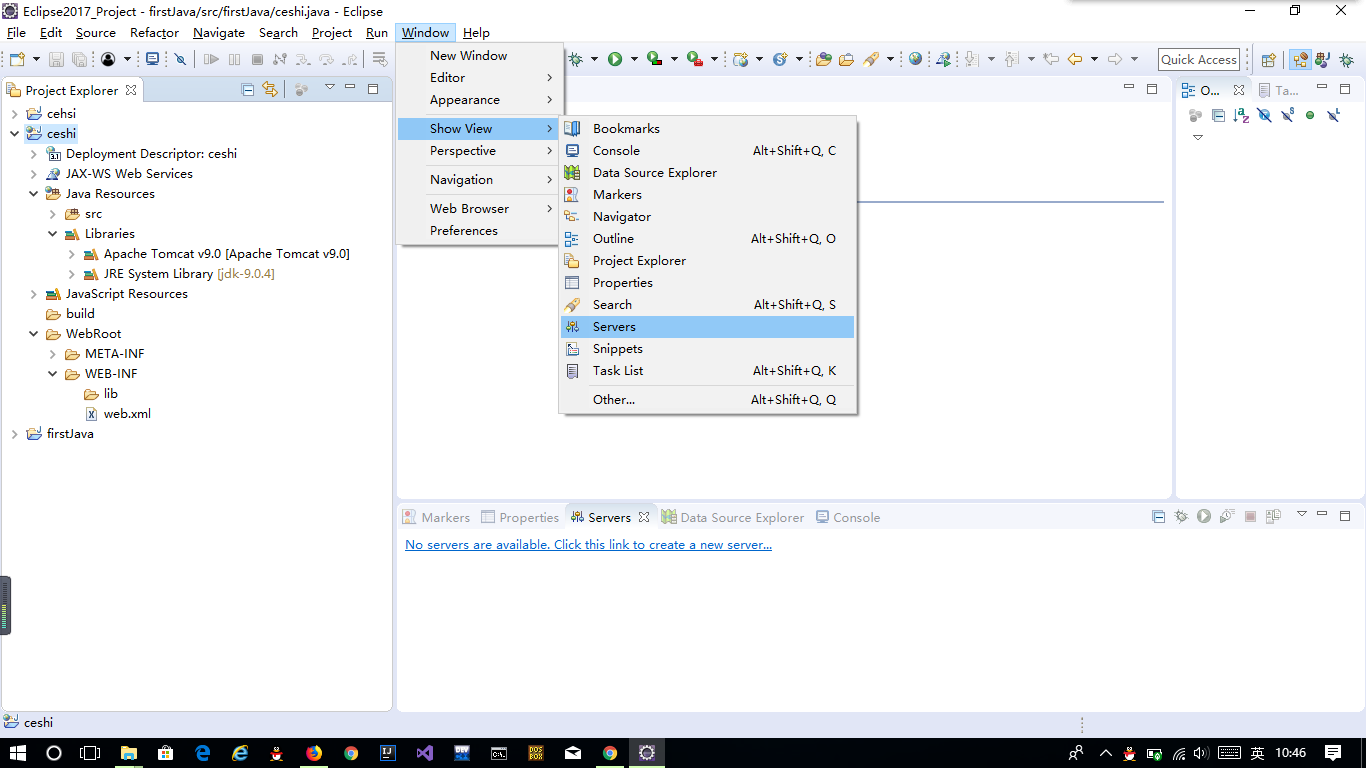 Eclipse2017_Project - firstJava/src/firstJava/ceshi.java - Eclipse
File Edit Source Refactor Navigate Search Project Run Window Help
Quick Access
Project Explorer
cehsi
ceshi
Deployment Descriptor: ceshi
3.1
JAX-WS Web Services
Java Resources
src
Libraries
Apache Tomcat v9.0 [Apache Tomcat v9.0]
JRE System Library [jdk-9.0.4]
JavaScript Resources
build
WebRoot
META-INF
WEB-INF
lib
web.xml
firstJava
New Window
Editor
Appearance
Show View
Perspective
Navigation
Web Browser
Preferences
Bookmarks
Console Alt+Shift+Q, C
Data Source Explorer
Markers
Navigator
Outline Alt+Shift+Q, O
Project Explorer
Properties
Search Alt+Shift+Q, S
Servers
Snippets
Task List Alt+Shift+Q, K
Other... Alt+Shift+Q, Q
O... Ta...
Markers Properties Servers Data Source Explorer Console
No servers are available. Click this link to create a new server...
ceshi
英 10:46